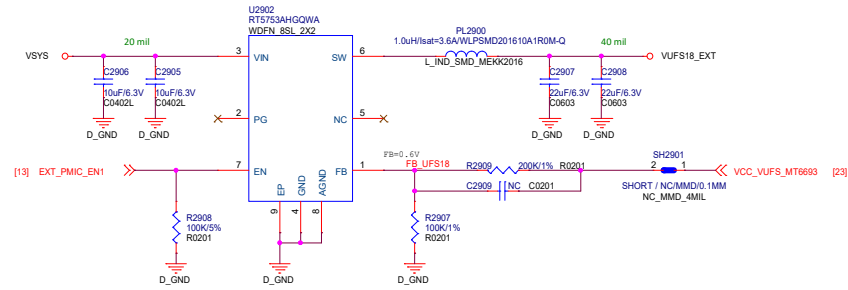 U2902
RT5753AHGQWA
WDFN_8SL_2X2
PL2900
1.0uH/Isat=3.6A/WLPSMD201610A1R0M-Q
20 mil
40 mil
VSYS
3
VIN
SW
6
VUFS18_EXT
L_IND_SMD_MEKK2016
C2906
10uF/6.3V
C0402L
C2905
10uF/6.3V
C0402L
C2907
22uF/6.3V
C0603
C2908
22uF/6.3V
C0603
2
PG
NC
5
D_GND
D_GND
D_GND
D_GND
FB=0.6V
FB_UFS18
[13]
EXT_PMIC_EN1
7
EN
FB
1
R2909
200K/1%
R0201
SH2901
2
1
VCC_VUFS_MT6693
[23]
C2909
NC
C0201
SHORT / NC/MMD/0.1MM
NC_MMD_4MIL
EP
GND
AGND
9
4
8
R2908
100K/5%
R0201
R2907
100K/1%
R0201
D_GND
D_GND
D_GND